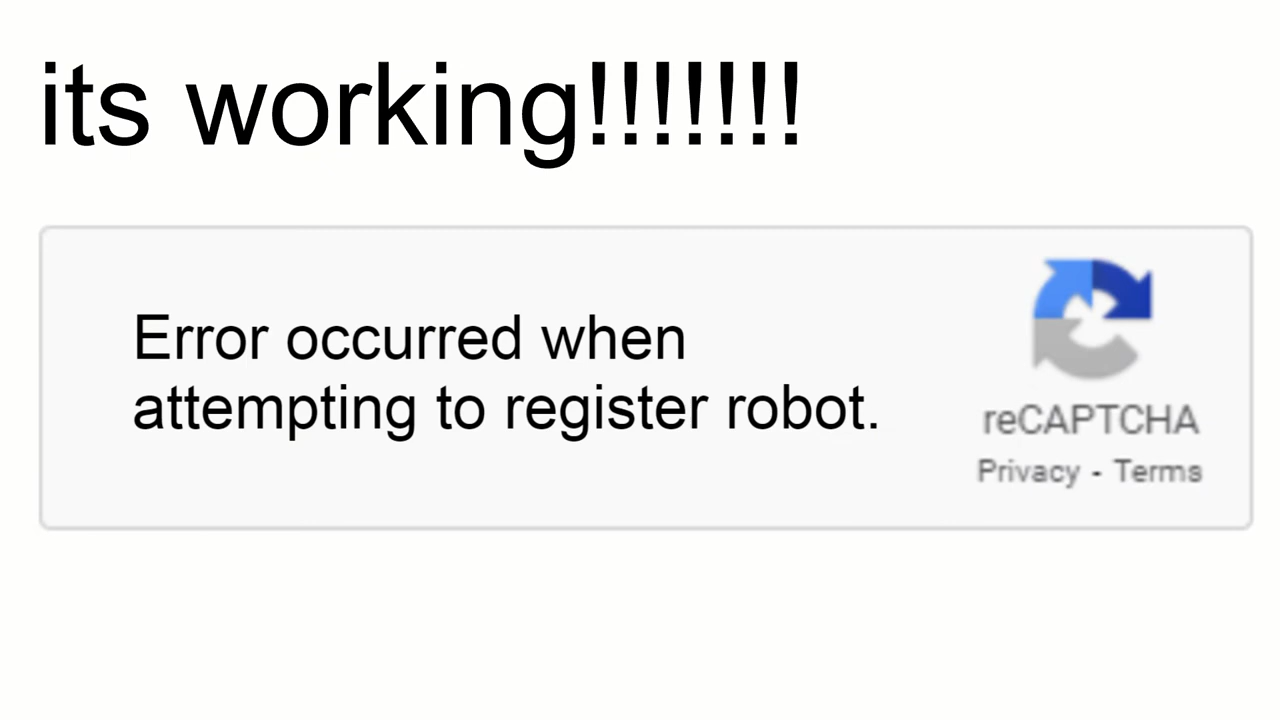 its working!!!!!!!
Error occurred when
attempting to register robot.
reCAPTCHA
Privacy - Terms